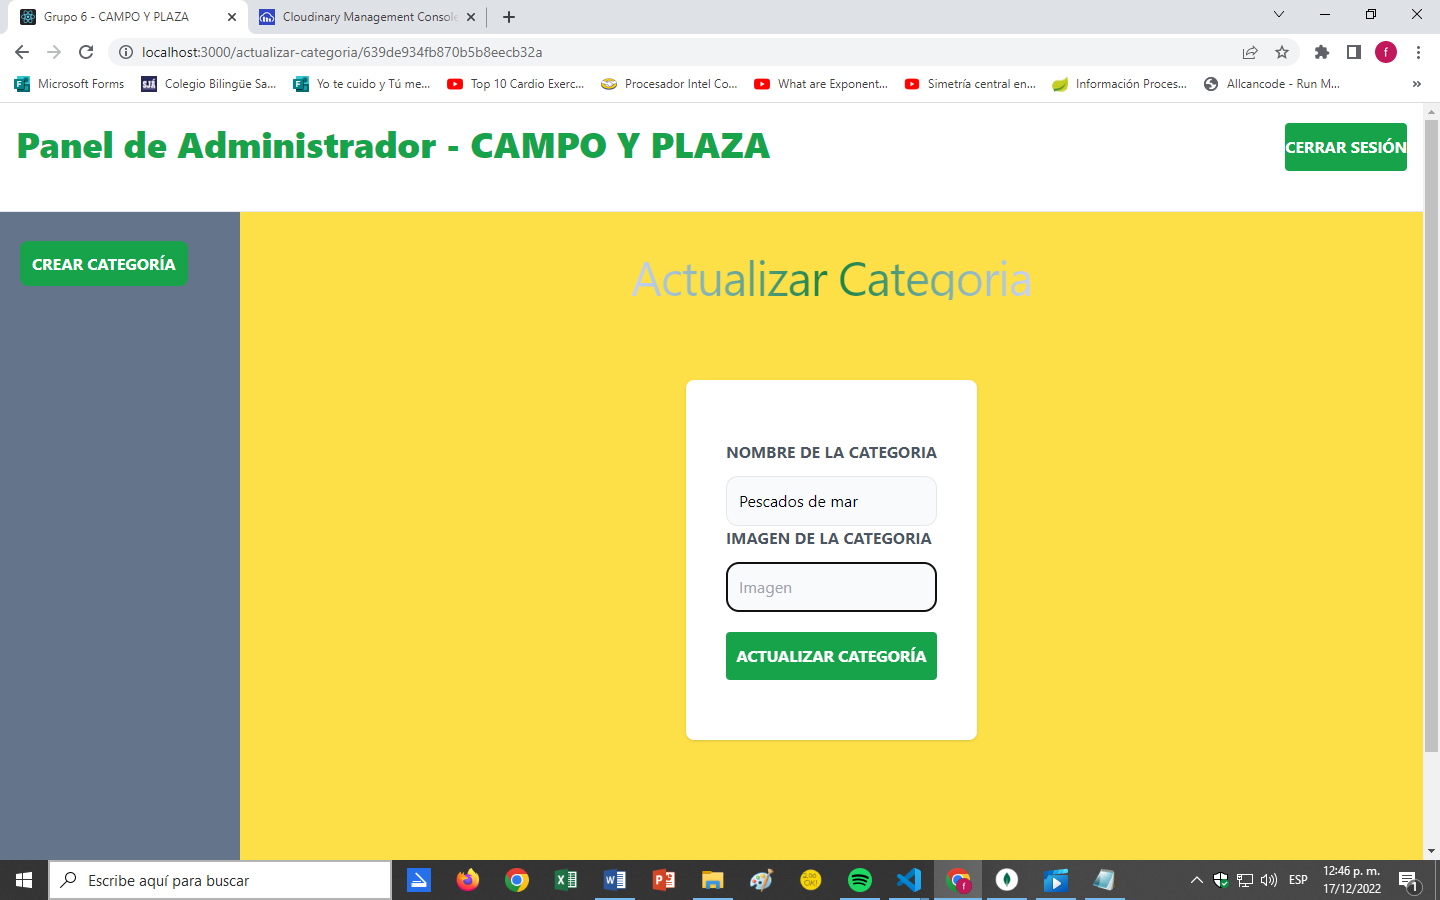 Grupo 6 - CAMPO Y PLAZA
Cloudinary Management Console
localhost:3000/actualizar-categoria/639de934fb870b5b8eecb32a
f
Microsoft Forms
Colegio Bilingüe Sa...
Yo te cuido y Tú me...
Top 10 Cardio Exerc...
Procesador Intel Co...
What are Exponent...
Simetría central en...
Información Proces...
Allcancode - Run M...
»
Panel de Administrador - CAMPO Y PLAZA
CERRAR SESIÓN
CREAR CATEGORÍA
Actualizar Categoria
NOMBRE DE LA CATEGORIA
Pescados de mar
IMAGEN DE LA CATEGORIA
Imagen
ACTUALIZAR CATEGORÍA
Escribe aquí para buscar
ESP
12:46 p. m.
17/12/2022
1